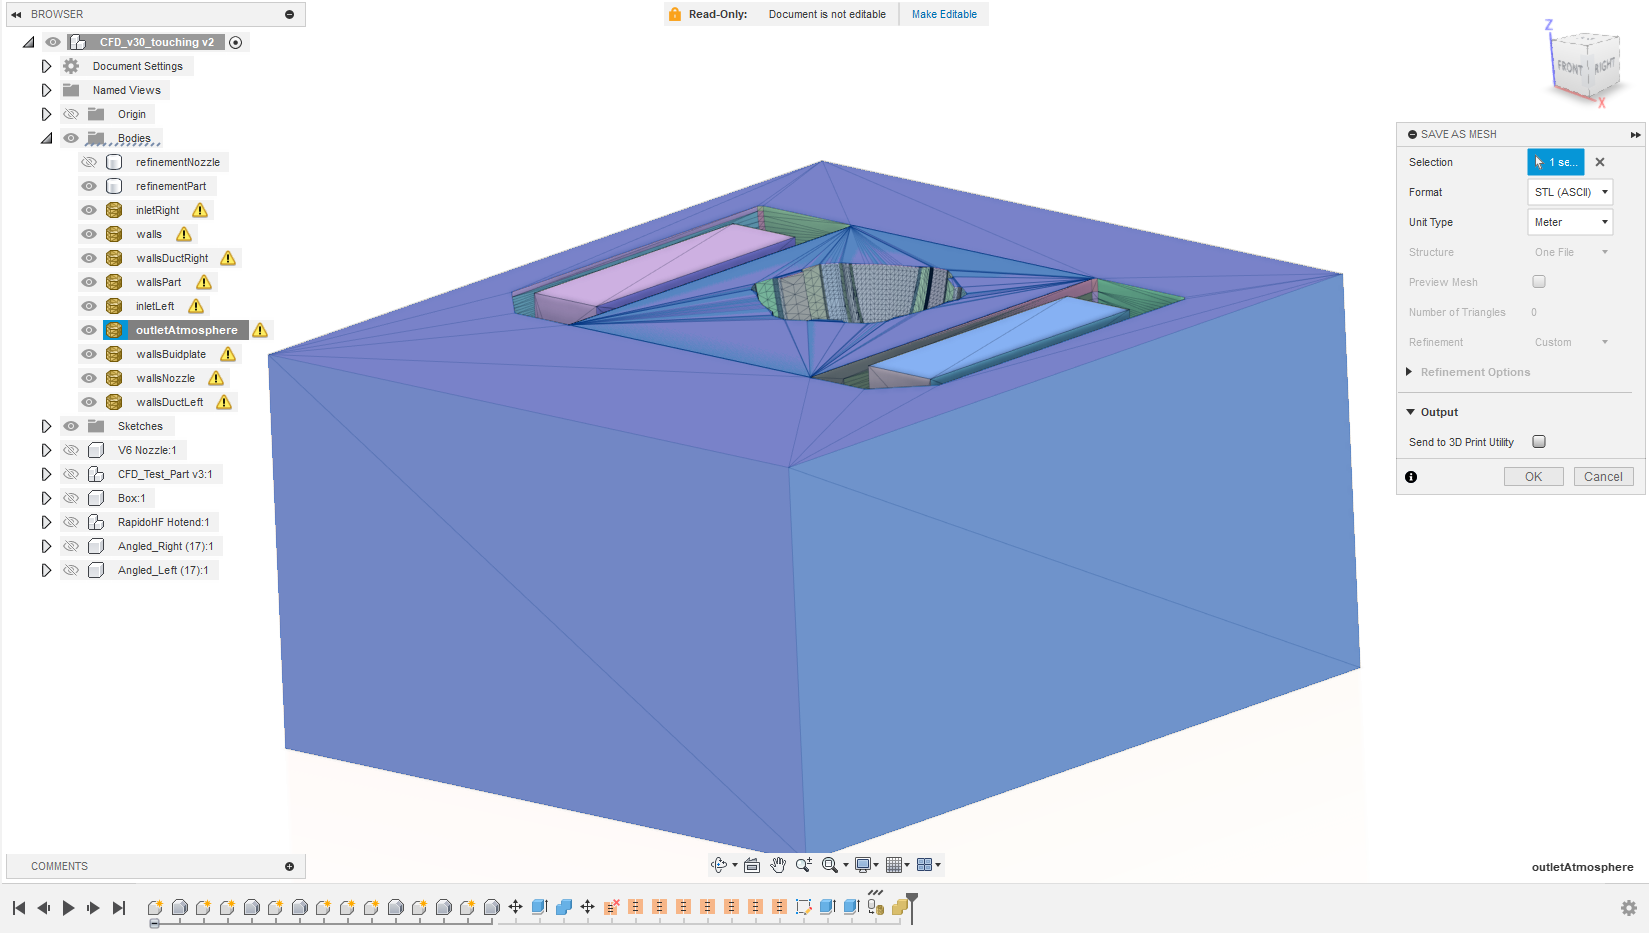 BROWSER
CFD_v30_touching v2
Document Settings
Named Views
Origin
Bodies
refinementNozzle
refinementPart
inletRight
walls
wallsDuctRight
wallsPart
inletLeft
outletAtmosphere
wallsBuidplate
wallsNozzle
wallsDuctLeft
Sketches
V6 Nozzle:1
CFD_Test_Part v3:1
Box:1
RapidoHF Hotend:1
Angled_Right (17):1
Angled_Left (17):1
Read-Only: Document is not editable Make Editable
Z
FRONT RIGHT
X
SAVE AS MESH
Selection 1 se...
Format STL (ASCII)
Unit Type Meter
Structure One File
Preview Mesh
Number of Triangles 0
Refinement Custom
Refinement Options
Output
Send to 3D Print Utility
OK Cancel
COMMENTS
outletAtmosphere